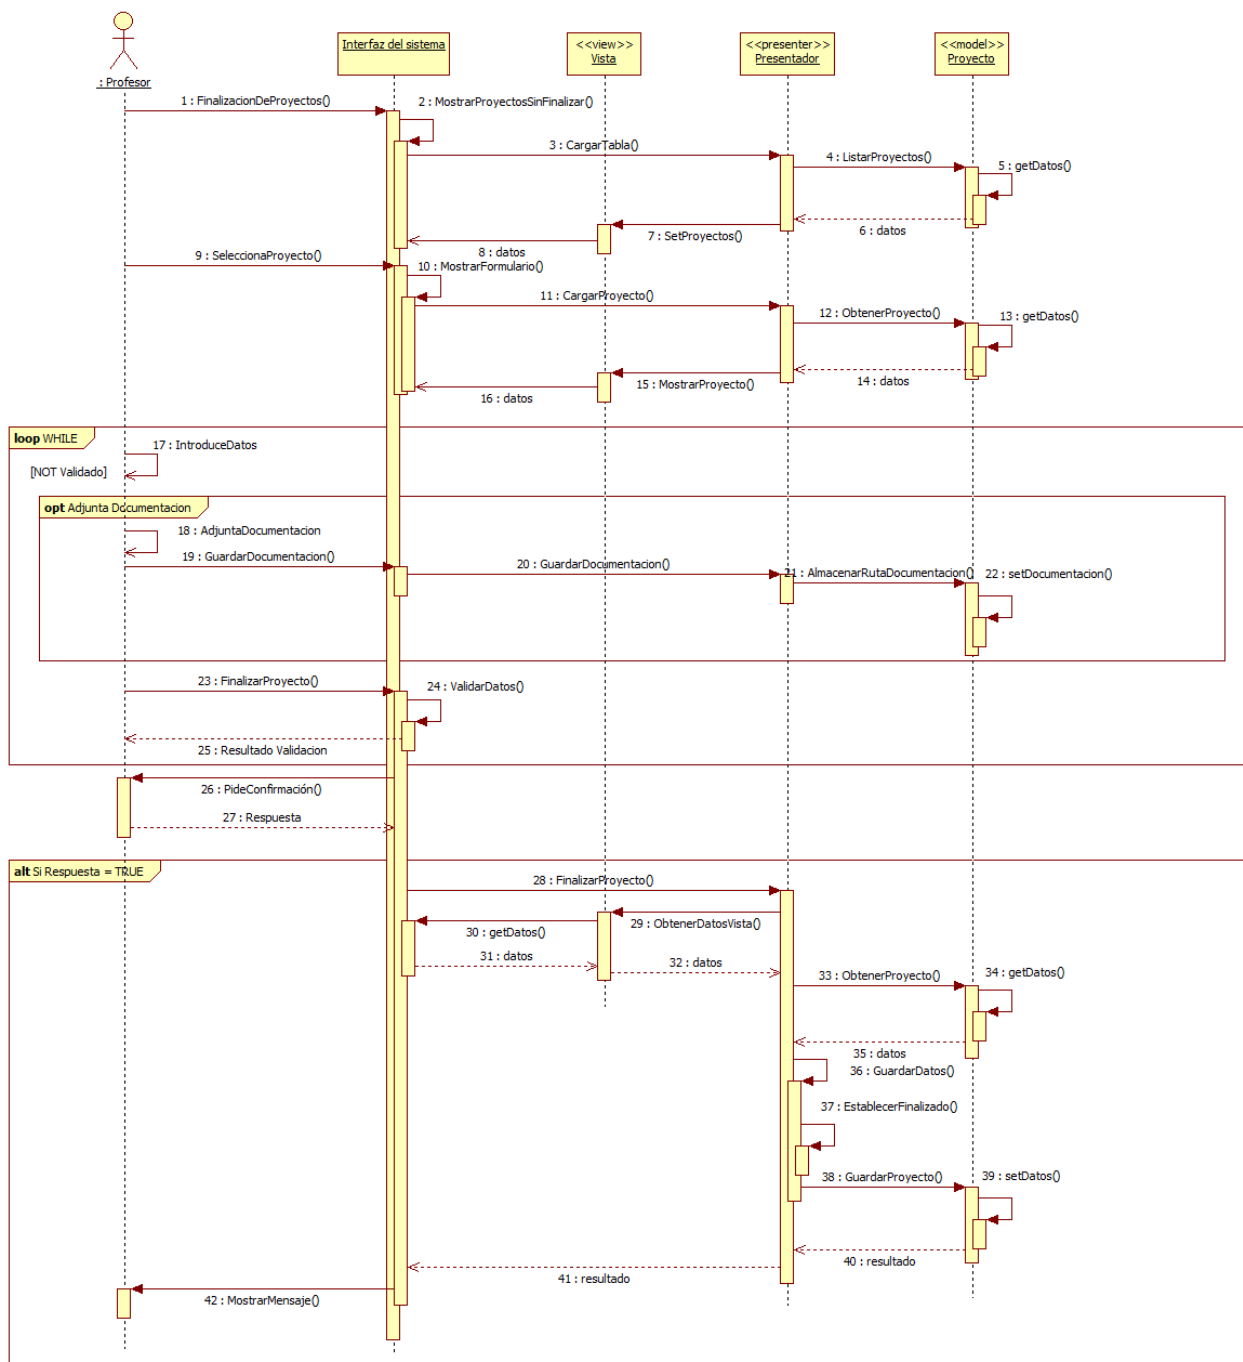 : Profesor
Interfaz del sistema
<<view>>
Vista
<<presenter>>
Presentador
<<model>>
Proyecto
1 : FinalizacionDeProyectos()
2 : MostrarProyectosSinFinalizar()
3 : CargarTabla()
4 : ListarProyectos()
5 : getDatos()
6 : datos
7 : SetProyectos()
8 : datos
9 : SeleccionaProyecto()
10 : MostrarFormulario()
11 : CargarProyecto()
12 : ObtenerProyecto()
13 : getDatos()
14 : datos
15 : MostrarProyecto()
16 : datos
loop WHILE
17 : IntroduceDatos
[NOT Validado]
opt Adjunta Documentacion
18 : AdjuntaDocumentacion
19 : GuardarDocumentacion()
20 : GuardarDocumentacion()
21 : AlmacenarRutaDocumentacion()
22 : setDocumentacion()
23 : FinalizarProyecto()
24 : ValidarDatos()
25 : Resultado Validacion
26 : PideConfirmación()
27 : Respuesta
alt Si Respuesta = TRUE
28 : FinalizarProyecto()
29 : ObtenerDatosVista()
30 : getDatos()
31 : datos
32 : datos
33 : ObtenerProyecto()
34 : getDatos()
35 : datos
36 : GuardarDatos()
37 : EstablecerFinalizado()
38 : GuardarProyecto()
39 : setDatos()
40 : resultado
41 : resultado
42 : MostrarMensaje()